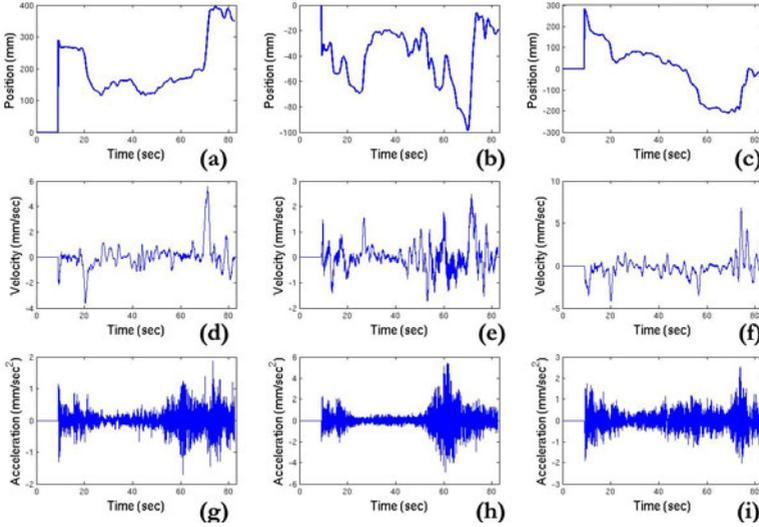 400
300
200
100
0
0 20 40 60 80
Position (mm)
Time (sec)
(a)
0
-20
-40
-60
-80
-100
0 20 40 60 80
Position (mm)
Time (sec)
(b)
300
200
100
0
-100
-200
-300
0 20 40 60 80
Position (mm)
Time (sec)
(c)
6
4
2
0
-2
-4
0 20 40 60 80
Velocity (mm/sec)
Time (sec)
(d)
3
2
1
0
-1
-2
0 20 40 60 80
Velocity (mm/sec)
Time (sec)
(e)
10
5
0
-5
0 20 40 60 80
Velocity (mm/sec)
Time (sec)
(f)
2
1
0
-1
-2
0 20 40 60 80
Acceleration (mm/sec²)
Time (sec)
(g)
6
4
2
0
-2
-4
-6
0 20 40 60 80
Acceleration (mm/sec²)
Time (sec)
(h)
3
2
1
0
-1
-2
-3
0 20 40 60 80
Acceleration (mm/sec²)
Time (sec)
(i)